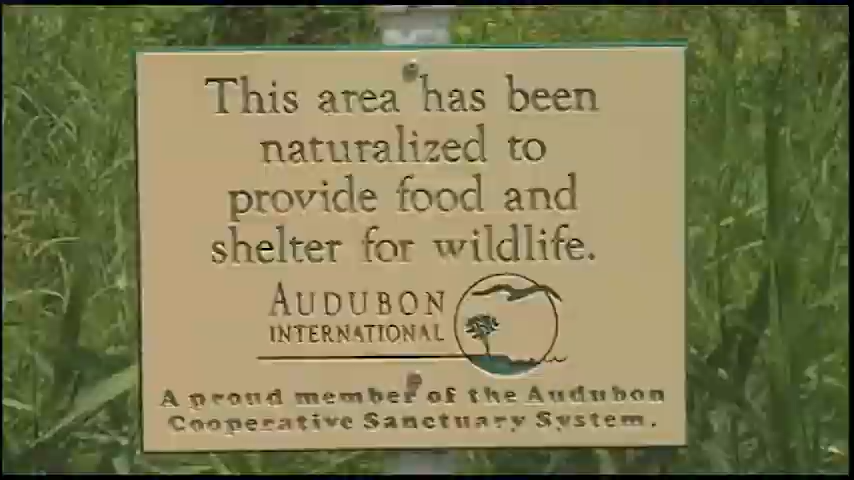 This area has been
naturalized to
provide food and
shelter for wildlife.
AUDUBON
INTERNATIONAL
A proud member of the Audubon
Cooperative Sanctuary System.